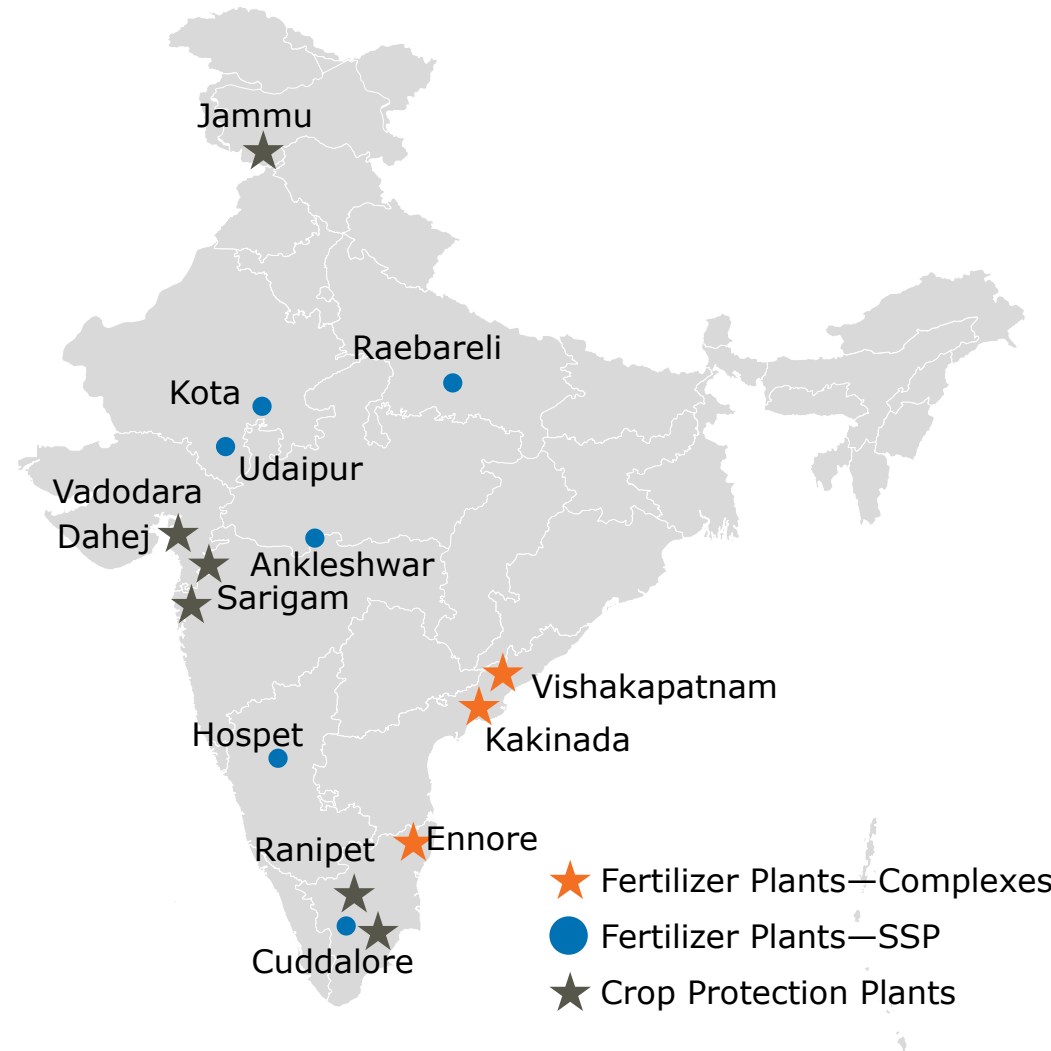 Jammu
Raebareli
Kota
Udaipur
Vadodara
Dahej
Ankleshwar
Sarigam
Vishakapatnam
Hospet
Kakinada
Ennore
Ranipet
Fertilizer Plants—Complexes
Fertilizer Plants—SSP
Cuddalore
Crop Protection Plants